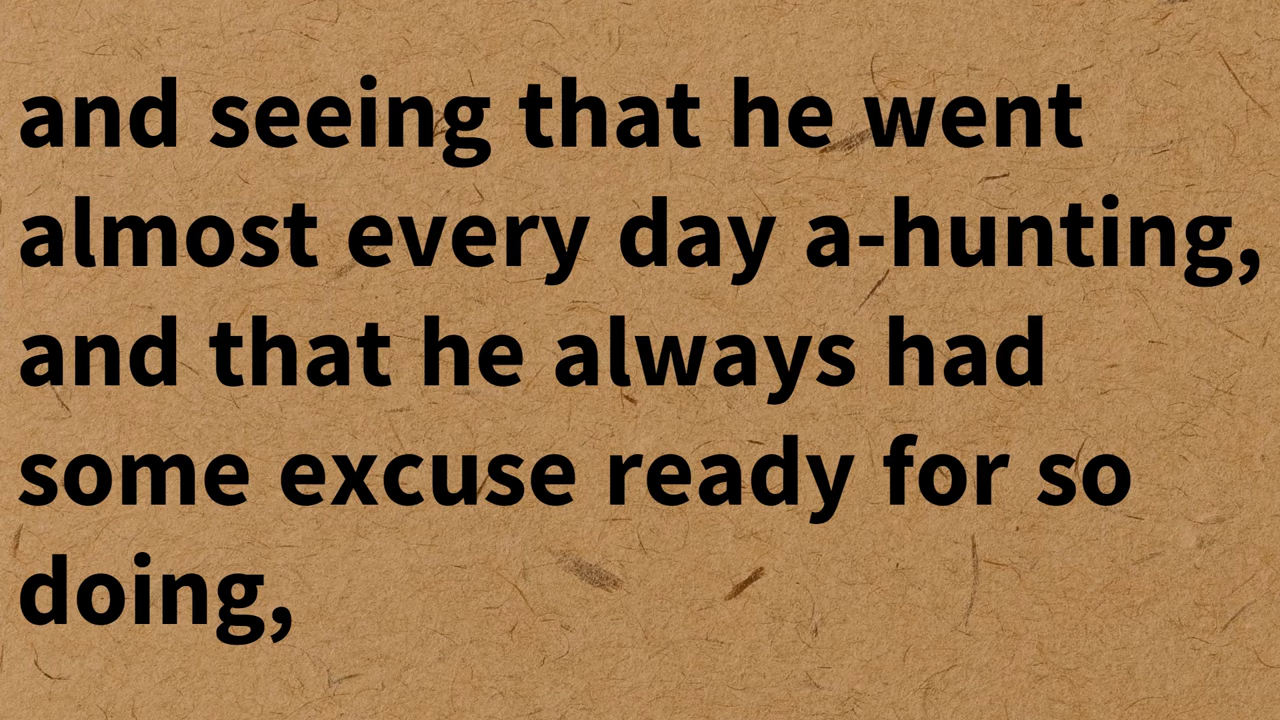 and seeing that he went
almost every day a-hunting,
and that he always had
some excuse ready for so
doing,